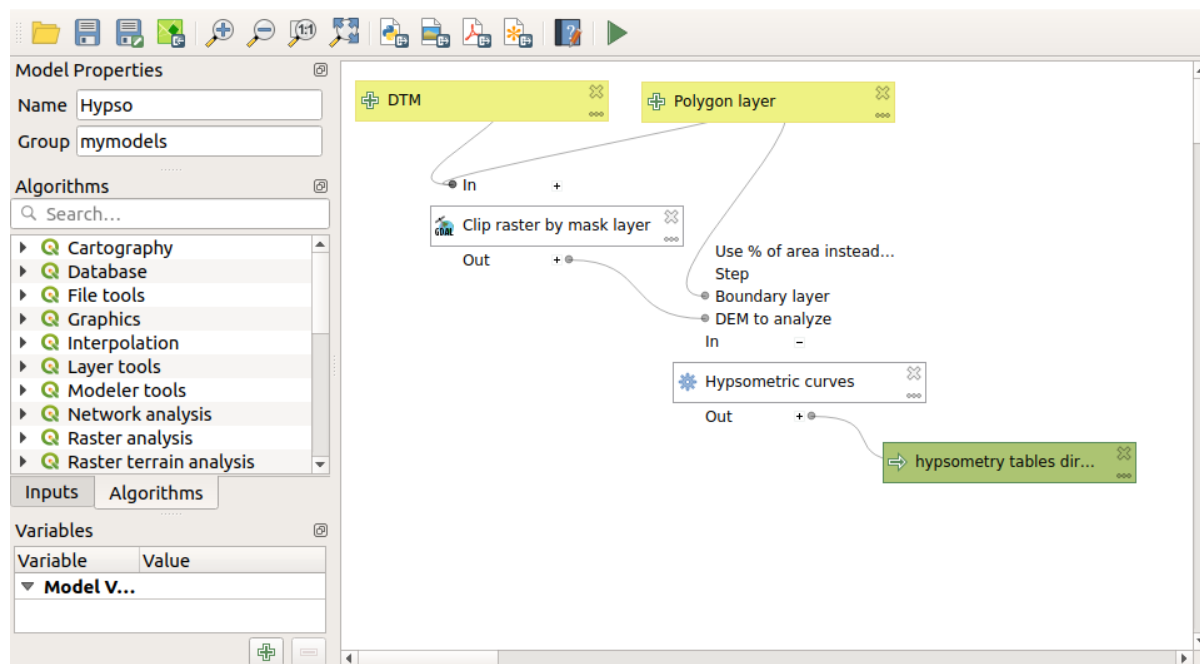 1:1
Model Properties
Name Hypso
Group mymodels
Algorithms
Search...
Cartography
Database
File tools
Graphics
Interpolation
Layer tools
Modeler tools
Network analysis
Raster analysis
Raster terrain analysis
Inputs Algorithms
Variables
Variable Value
Model V...
DTM
Polygon layer
In +
GDAL Clip raster by mask layer
Out +
Use % of area instead...
Step
Boundary layer
DEM to analyze
In -
Hypsometric curves
Out +
hypsometry tables dir...